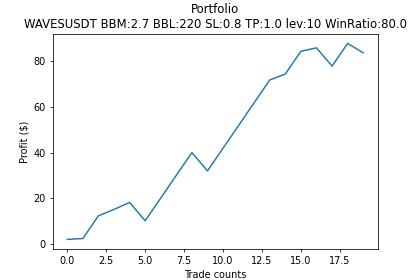 Portfolio
WAVESUSDT BBM:2.7 BBL:220 SL:0.8 TP:1.0 lev:10 WinRatio:80.0
80
60
40
20
0
Profit ($)
0.0 2.5 5.0 7.5 10.0 12.5 15.0 17.5
Trade counts